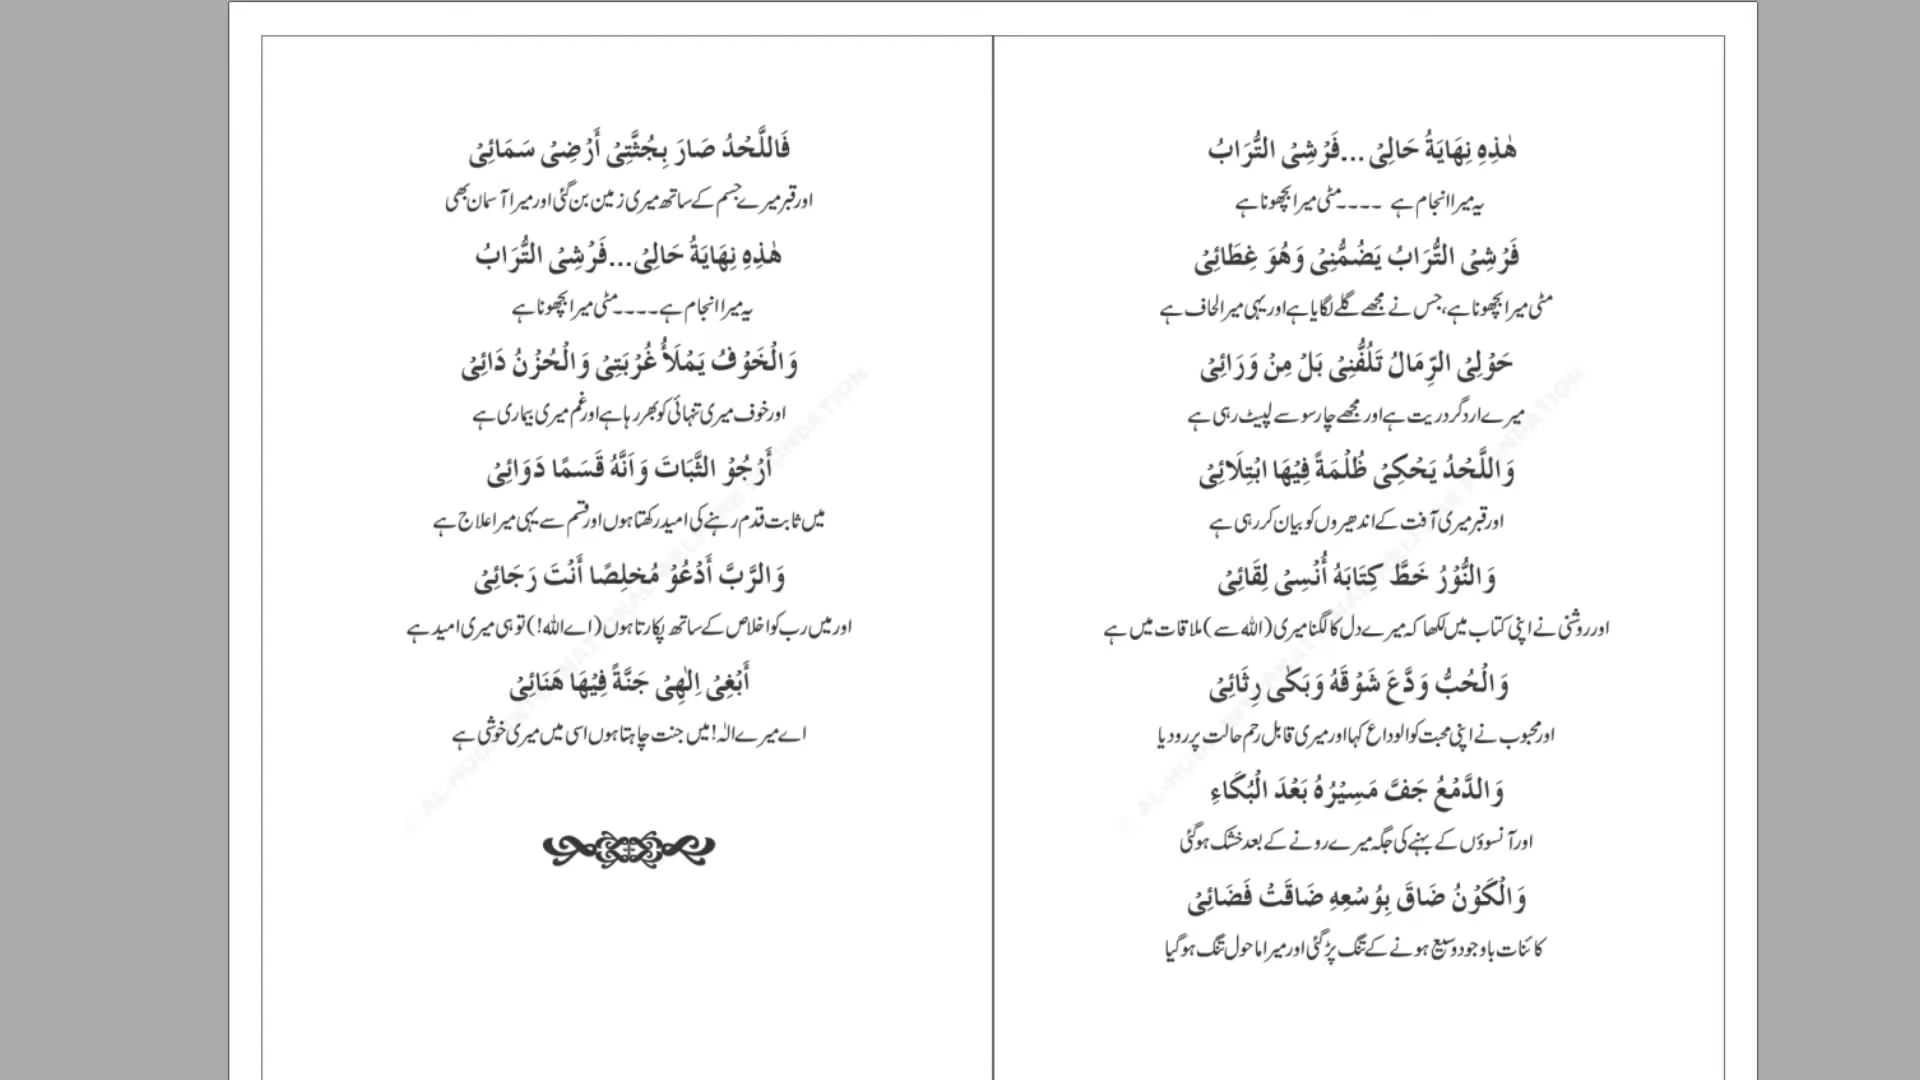 هٰذِهٖ نِهَايَةُ حَالِىْ ...فَرْشِىْ التُّرَابُ
یہ میرا انجام ہے ۔۔۔۔مٹی میرا بچھونا ہے
فَرْشِىْ التُّرَابُ يَضُمُّنِىْ وَهُوَ غِطَائِىْ
مٹی میرا بچھونا ہے، جس نے مجھے گلے لگایا ہے اور یہی میرا لحاف ہے
حَوْلِىْ الرِّمَالُ تَلُفُّنِىْ بَلْ مِنْ وَرَائِىْ
میرے ارد گرد ریت ہے اور مجھے چار سو سے لپیٹ رہی ہے
وَاللَّحْدُ يَحْكِىْ ظُلْمَةً فِيْهَا ابْتِلَائِىْ
اور قبر میری آفت کے اندھیروں کو بیان کر رہی ہے
وَالنُّوْرُ خَطَّ كِتَابَهُ أُنْسِىْ لِقَائِىْ
اور روشنی نے اپنی کتاب میں لکھا کہ میرے دل کا لگنا میری (اللہ سے) ملاقات میں ہے
وَالْحُبُّ وَدَّعَ شَوْقَهُ وَبَكٰى رِثَائِىْ
اور محبوب نے اپنی محبت کو الوداع کہا اور میری قابل رحم حالت پر رو دیا
وَالدَّمْعُ جَفَّ مَسِيْرُهُ بَعْدَ الْبُكَاءِ
اور آنسوؤں کے بہنے کی جگہ میرے رونے کے بعد خشک ہو گئی
وَالْكَوْنُ ضَاقَ بِوُسْعِهِ ضَاقَتْ فَضَائِىْ
کائنات باوجود وسیع ہونے کے تنگ پڑ گئی اور میرا ماحول تنگ ہو گیا
فَاللَّحْدُ صَارَ بِجُثَّتِىْ أَرْضِىْ سَمَائِىْ
اور قبر میرے جسم کے ساتھ میری زمین بن گئی اور میرا آسمان بھی
هٰذِهٖ نِهَايَةُ حَالِىْ...فَرْشِىْ التُّرَابُ
یہ میرا انجام ہے۔۔۔۔مٹی میرا بچھونا ہے
وَالْخَوْفُ يَمْلَأُ غُرْبَتِىْ وَالْحُزْنُ دَائِىْ
اور خوف میری تنہائی کو بھر رہا ہے اور غم میری بیماری ہے
أَرْجُوْ الثَّبَاتَ وَاَنَّهُ قَسَمًا دَوَائِىْ
میں ثابت قدم رہنے کی امید رکھتا ہوں اور قسم سے یہی میرا علاج ہے
وَالرَّبَّ أَدْعُوْ مُخلِصًا أَنْتَ رَجَائِىْ
اور میں رب کو اخلاص کے ساتھ پکارتا ہوں (اے اللہ!) تو ہی میری امید ہے
أَبْغِىْ اِلٰهِىْ جَنَّةً فِيْهَا هَنَائِىْ
اے میرے الٰہ! میں جنت چاہتا ہوں اسی میں میری خوشی ہے